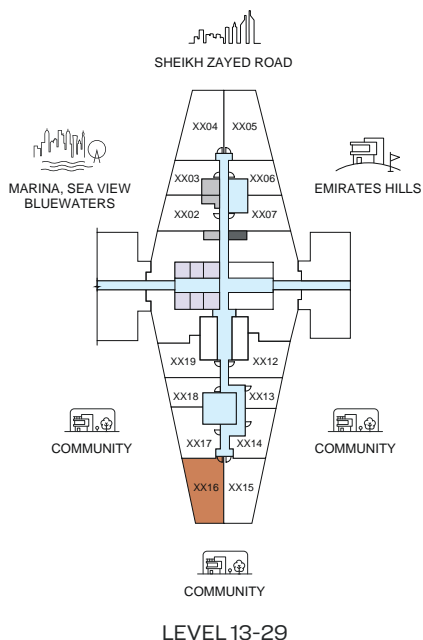 SHEIKH ZAYED ROAD
XX04
XX05
MARINA, SEA VIEW
BLUEWATERS
XX03
XX06
EMIRATES HILLS
XX02
XX07
XX19
XX12
XX18
XX13
COMMUNITY
XX17
XX14
COMMUNITY
XX16
XX15
COMMUNITY
LEVEL 13-29